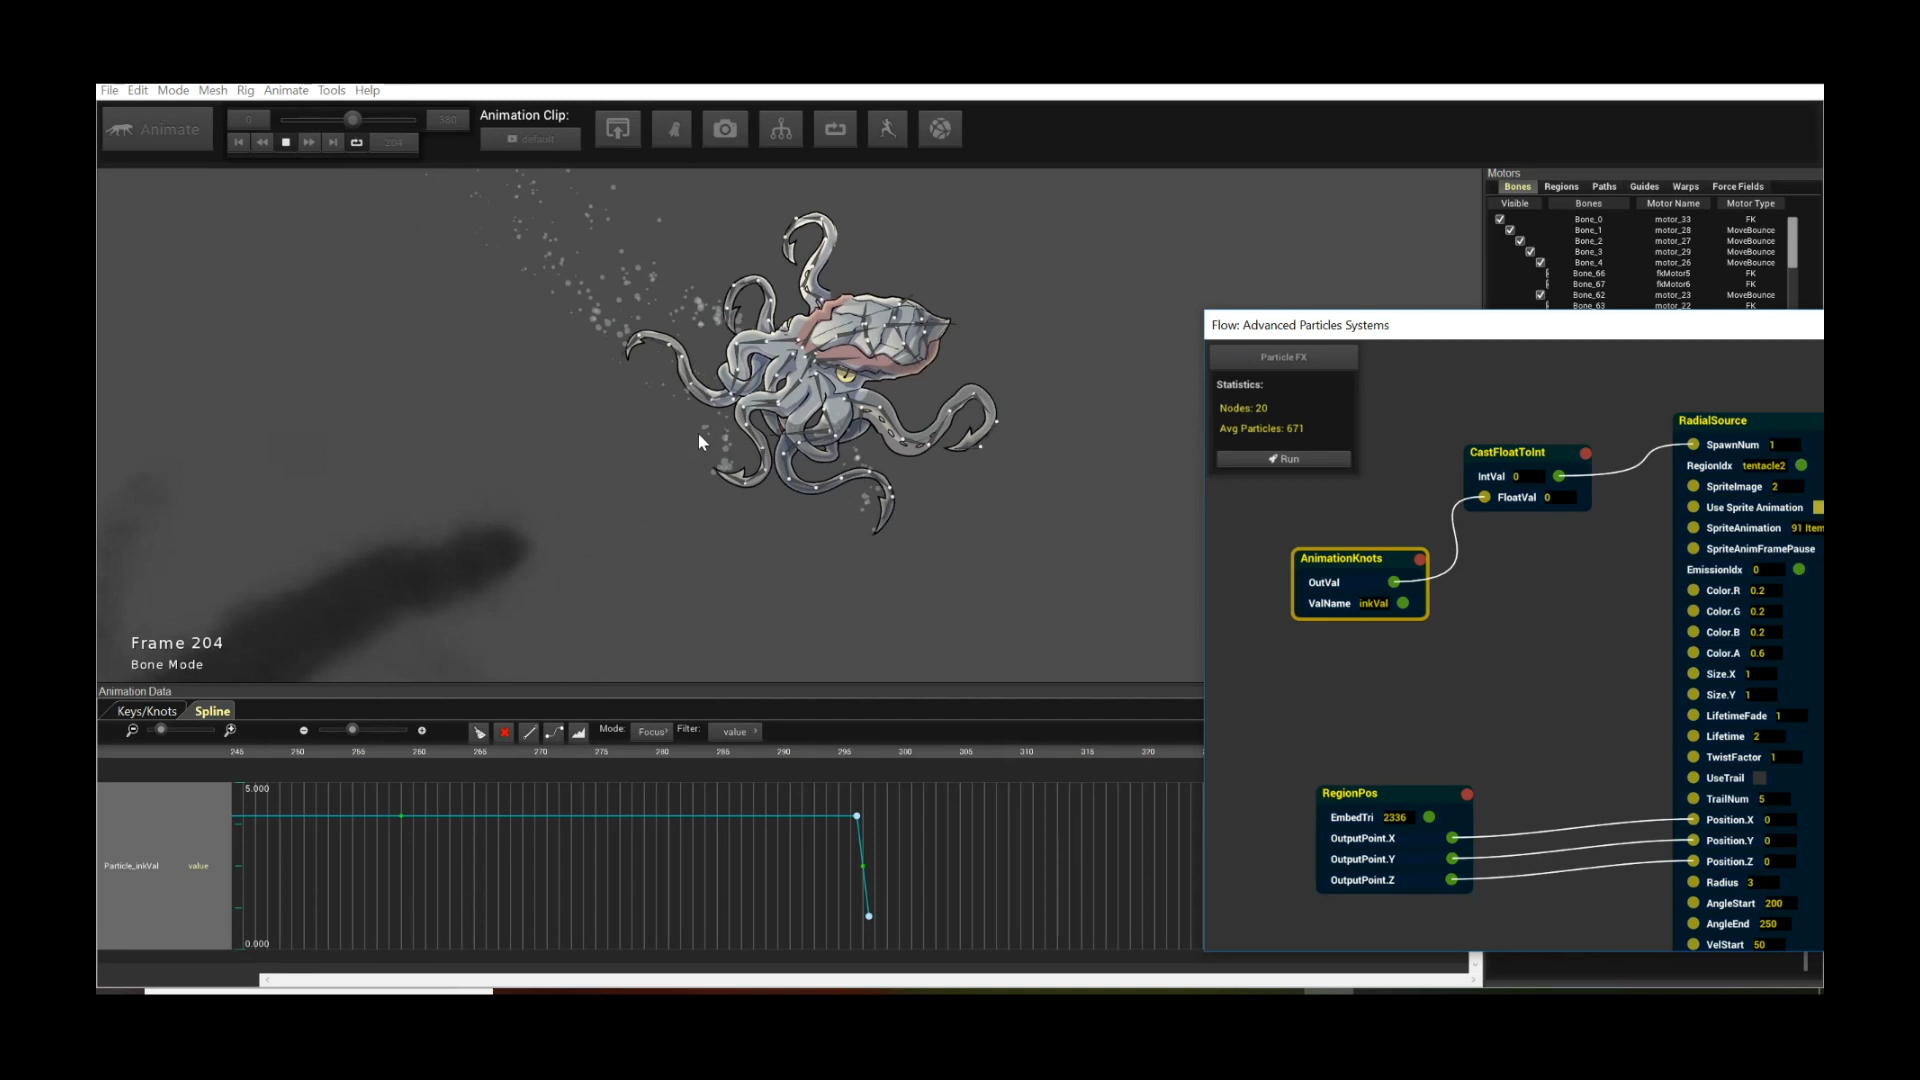 File Edit Mode Mesh Rig Animate Tools Help
Animate
0 380
204
Animation Clip:
default
Motors
Bones Regions Paths Guides Warps Force Fields
Visible Bones Motor Name Motor Type
Bone_0 motor_33 FK
Bone_1 motor_28 MoveBounce
Bone_2 motor_27 MoveBounce
Bone_3 motor_29 MoveBounce
Bone_4 motor_26 MoveBounce
Bone_66 fkMotor5 FK
Bone_67 fkMotor6 FK
Bone_62 motor_23 MoveBounce
Bone_63 motor_22 FK
Flow: Advanced Particles Systems
Particle FX
Statistics:
Nodes: 20
Avg Particles: 671
Run
CastFloatToInt
IntVal 0
FloatVal 0
AnimationKnots
OutVal
ValName inkVal
RegionPos
EmbedTri 2336
OutputPoint.X
OutputPoint.Y
OutputPoint.Z
RadialSource
SpawnNum 1
RegionIdx tentacle2
SpriteImage 2
Use Sprite Animation
SpriteAnimation 91 Item
SpriteAnimFramePause
EmissionIdx 0
Color.R 0.2
Color.G 0.2
Color.B 0.2
Color.A 0.6
Size.X 1
Size.Y 1
LifetimeFade 1
Lifetime 2
TwistFactor 1
UseTrail
TrailNum 5
Position.X 0
Position.Y 0
Position.Z 0
Radius 3
AngleStart 200
AngleEnd 250
VelStart 50
Frame 204
Bone Mode
Animation Data
Keys/Knots Spline
Mode: Focus Filter: value
245 250 255 260 265 270 275 280 285 290 295 300 305 310 315 320
5.000
Particle_inkVal value
0.000